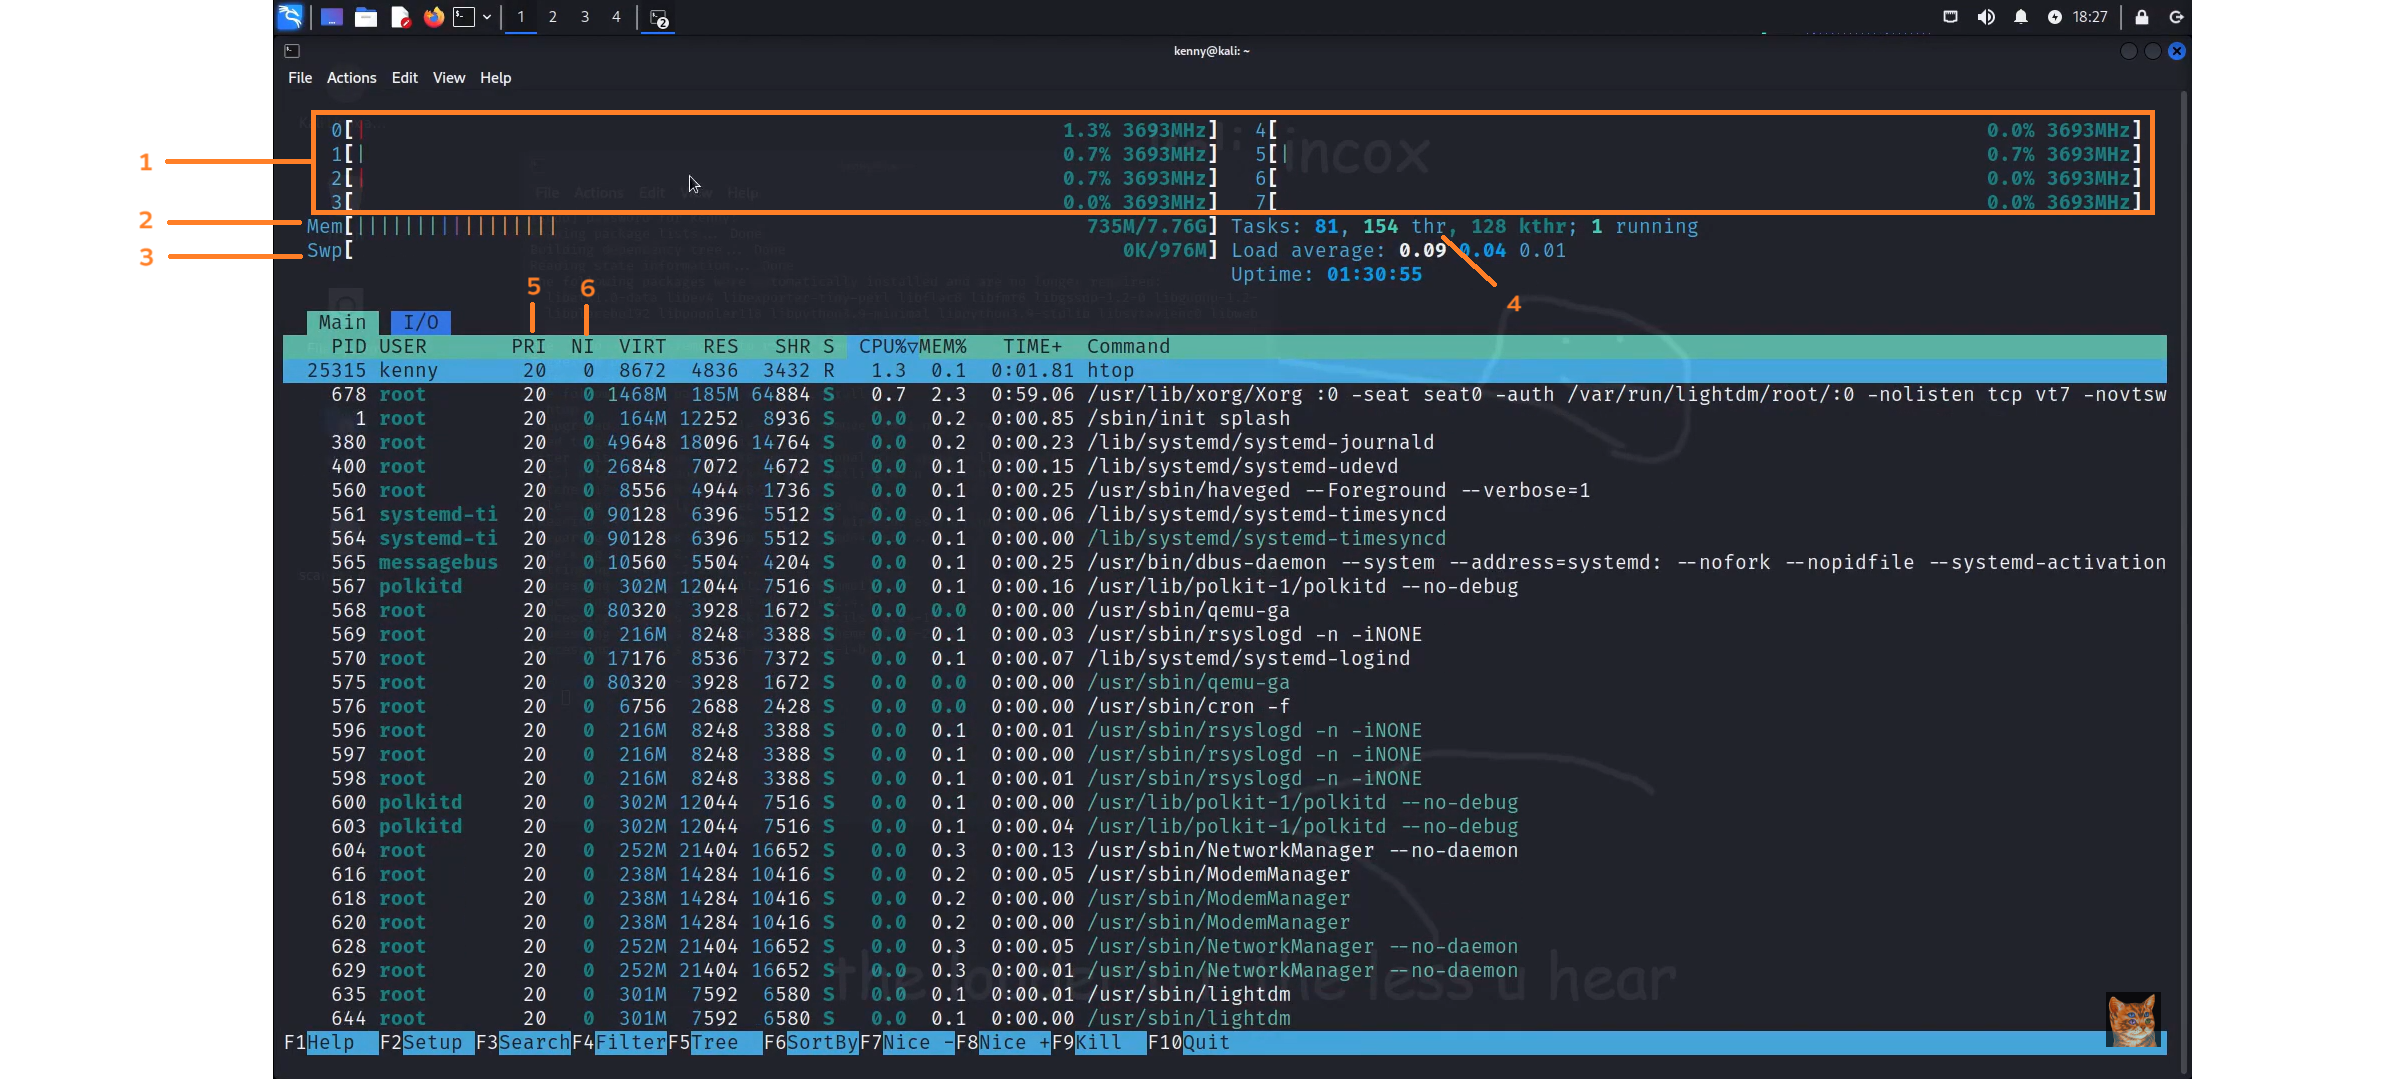 1 2 3 4 2 18:27
kenny@kali: ~
File Actions Edit View Help
0[| 1.3% 3693MHz] 4[ 0.0% 3693MHz]
1 1[| 0.7% 3693MHz] 5[| 0.7% 3693MHz]
2[| 0.7% 3693MHz] 6[ 0.0% 3693MHz]
3[ 0.0% 3693MHz] 7[ 0.0% 3693MHz]
2 Mem[||||||||||||||||| 735M/7.76G] Tasks: 81, 154 thr, 128 kthr; 1 running
3 Swp[ 0K/976M] Load average: 0.09 0.04 0.01
Uptime: 01:30:55
5 6 4
Main I/O
PID USER PRI NI VIRT RES SHR S CPU%▽MEM% TIME+ Command
25315 kenny 20 0 8672 4836 3432 R 1.3 0.1 0:01.81 htop
678 root 20 0 1468M 185M 64884 S 0.7 2.3 0:59.06 /usr/lib/xorg/Xorg :0 -seat seat0 -auth /var/run/lightdm/root/:0 -nolisten tcp vt7 -novtsw
1 root 20 0 164M 12252 8936 S 0.0 0.2 0:00.85 /sbin/init splash
380 root 20 0 49648 18096 14764 S 0.0 0.2 0:00.23 /lib/systemd/systemd-journald
400 root 20 0 26848 7072 4672 S 0.0 0.1 0:00.15 /lib/systemd/systemd-udevd
560 root 20 0 8556 4944 1736 S 0.0 0.1 0:00.25 /usr/sbin/haveged --Foreground --verbose=1
561 systemd-ti 20 0 90128 6396 5512 S 0.0 0.1 0:00.06 /lib/systemd/systemd-timesyncd
564 systemd-ti 20 0 90128 6396 5512 S 0.0 0.1 0:00.00 /lib/systemd/systemd-timesyncd
565 messagebus 20 0 10560 5504 4204 S 0.0 0.1 0:00.25 /usr/bin/dbus-daemon --system --address=systemd: --nofork --nopidfile --systemd-activation
567 polkitd 20 0 302M 12044 7516 S 0.0 0.1 0:00.16 /usr/lib/polkit-1/polkitd --no-debug
568 root 20 0 80320 3928 1672 S 0.0 0.0 0:00.00 /usr/sbin/qemu-ga
569 root 20 0 216M 8248 3388 S 0.0 0.1 0:00.03 /usr/sbin/rsyslogd -n -iNONE
570 root 20 0 17176 8536 7372 S 0.0 0.1 0:00.07 /lib/systemd/systemd-logind
575 root 20 0 80320 3928 1672 S 0.0 0.0 0:00.00 /usr/sbin/qemu-ga
576 root 20 0 6756 2688 2428 S 0.0 0.0 0:00.00 /usr/sbin/cron -f
596 root 20 0 216M 8248 3388 S 0.0 0.1 0:00.01 /usr/sbin/rsyslogd -n -iNONE
597 root 20 0 216M 8248 3388 S 0.0 0.1 0:00.00 /usr/sbin/rsyslogd -n -iNONE
598 root 20 0 216M 8248 3388 S 0.0 0.1 0:00.01 /usr/sbin/rsyslogd -n -iNONE
600 polkitd 20 0 302M 12044 7516 S 0.0 0.1 0:00.00 /usr/lib/polkit-1/polkitd --no-debug
603 polkitd 20 0 302M 12044 7516 S 0.0 0.1 0:00.04 /usr/lib/polkit-1/polkitd --no-debug
604 root 20 0 252M 21404 16652 S 0.0 0.3 0:00.13 /usr/sbin/NetworkManager --no-daemon
616 root 20 0 238M 14284 10416 S 0.0 0.2 0:00.05 /usr/sbin/ModemManager
618 root 20 0 238M 14284 10416 S 0.0 0.2 0:00.00 /usr/sbin/ModemManager
620 root 20 0 238M 14284 10416 S 0.0 0.2 0:00.00 /usr/sbin/ModemManager
628 root 20 0 252M 21404 16652 S 0.0 0.3 0:00.05 /usr/sbin/NetworkManager --no-daemon
629 root 20 0 252M 21404 16652 S 0.0 0.3 0:00.01 /usr/sbin/NetworkManager --no-daemon
635 root 20 0 301M 7592 6580 S 0.0 0.1 0:00.01 /usr/sbin/lightdm
644 root 20 0 301M 7592 6580 S 0.0 0.1 0:00.00 /usr/sbin/lightdm
F1Help F2Setup F3SearchF4FilterF5Tree F6SortByF7Nice -F8Nice +F9Kill F10Quit